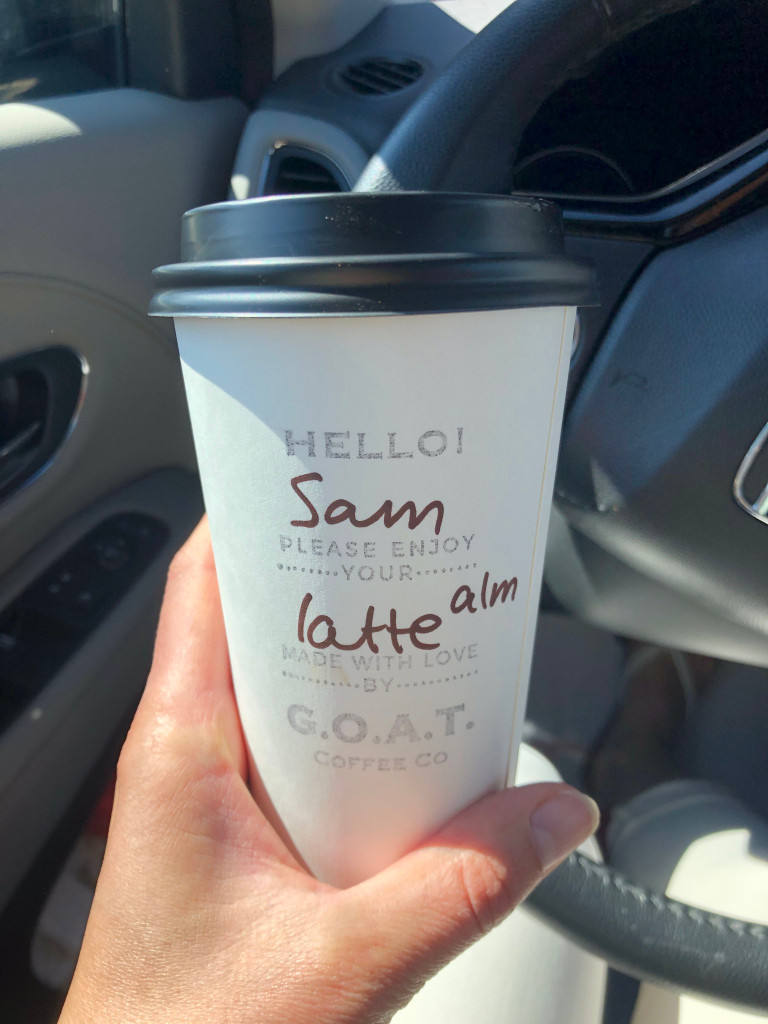 HELLO!
Sam
PLEASE ENJOY
YOUR
latte alm
MADE WITH LOVE
BY
G.O.A.T.
COFFEE CO